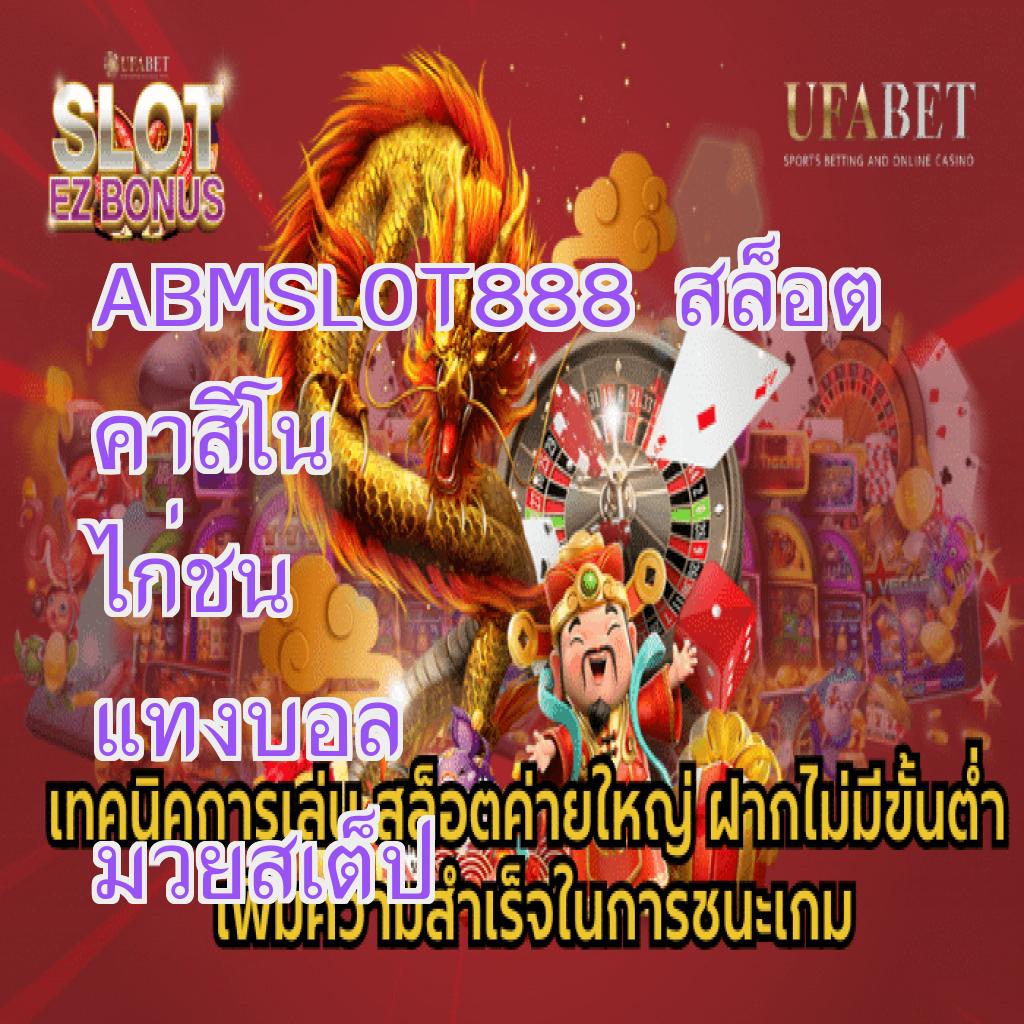 UFABET
SLOT
EZ BONUS
UFABET
SPORTS BETTING AND ONLINE CASINO
ABMSLOT888 สล็อต
คาสิโน
ไก่ชน
แทงบอล
มวยสเต็ป
เทคนิคการเล่น สล็อตค่ายใหญ่ ฝากไม่มีขั้นต่ำ
เพิ่มความสำเร็จในการชนะเกม